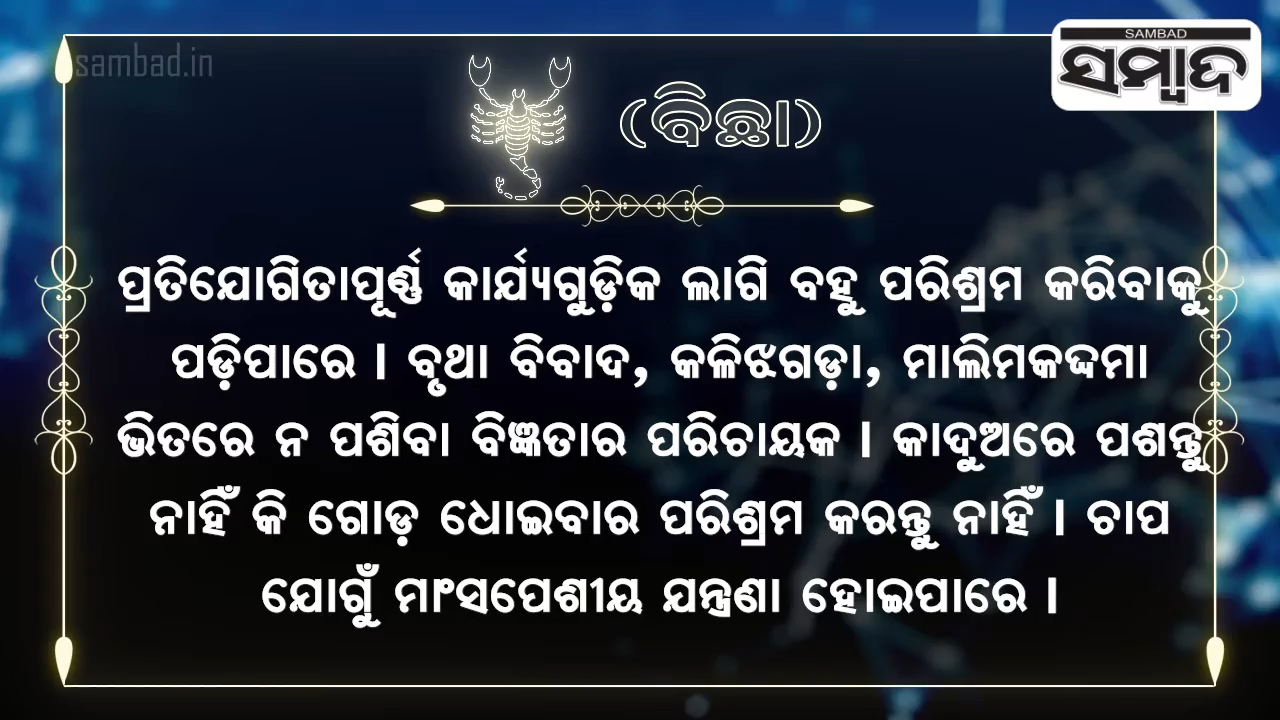 sambad.in
SAMBAD
ସମ୍ବାଦ
(ବିଛା)
ପ୍ରତିଯୋଗିତାପୂର୍ଣ୍ଣ କାର୍ଯ୍ୟଗୁଡ଼ିକ ଲାଗି ବହୁ ପରିଶ୍ରମ କରିବାକୁ
ପଡ଼ିପାରେ । ବୃଥା ବିବାଦ, କଳିଝଗଡ଼ା, ମାଲିମକଦ୍ଦମା
ଭିତରେ ନ ପଶିବା ବିଜ୍ଞତାର ପରିଚାୟକ । କାଦୁଅରେ ପଶନ୍ତୁ
ନାହିଁ କି ଗୋଡ଼ ଧୋଇବାର ପରିଶ୍ରମ କରନ୍ତୁ ନାହିଁ । ଚାପ
ଯୋଗୁଁ ମାଂସପେଶୀୟ ଯନ୍ତ୍ରଣା ହୋଇପାରେ ।